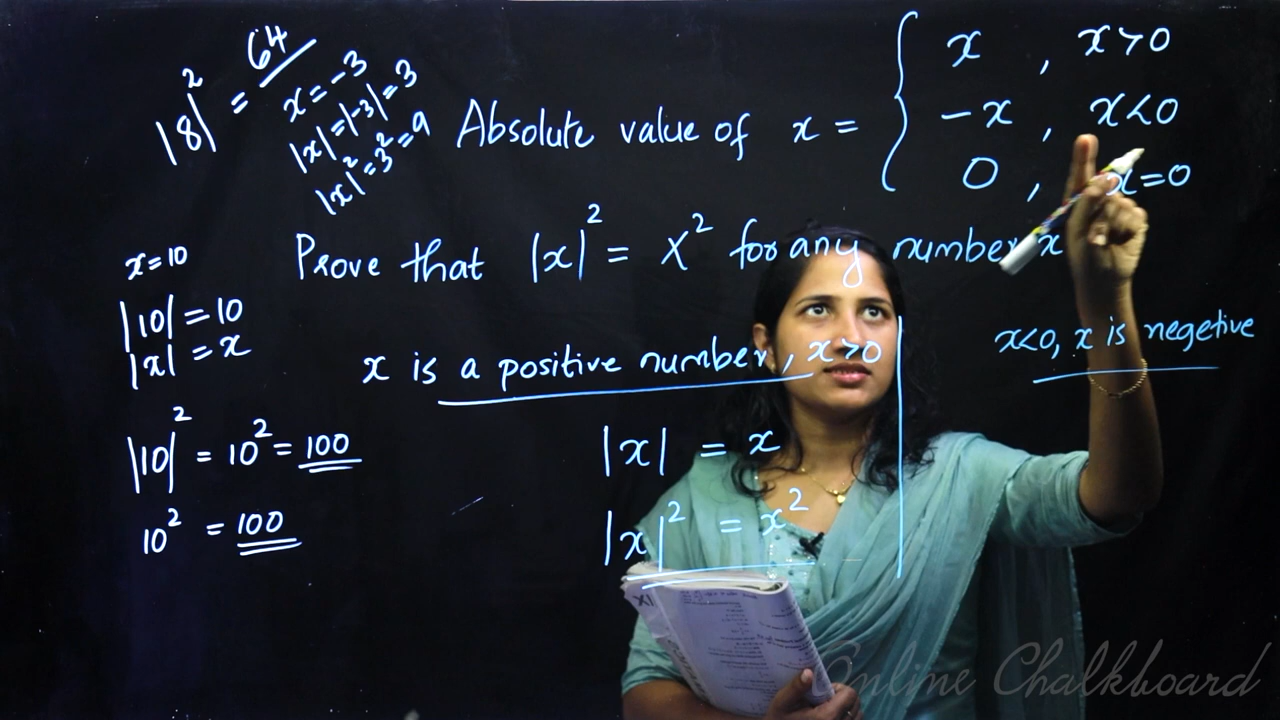 |8|² = 64
x = -3
|x| = |-3| = 3
|x|² = 3² = 9
Absolute value of x = { x , x>0
-x , x<0
0 , x=0
Prove that |x|² = X² for any number x
x=10
|10| = 10
|x| = x
|10|² = 10² = 100
10² = 100
x is a positive number, x>0
|x| = x
|x|² = x²
x<0, x is negetive
IX
Online Chalkboard